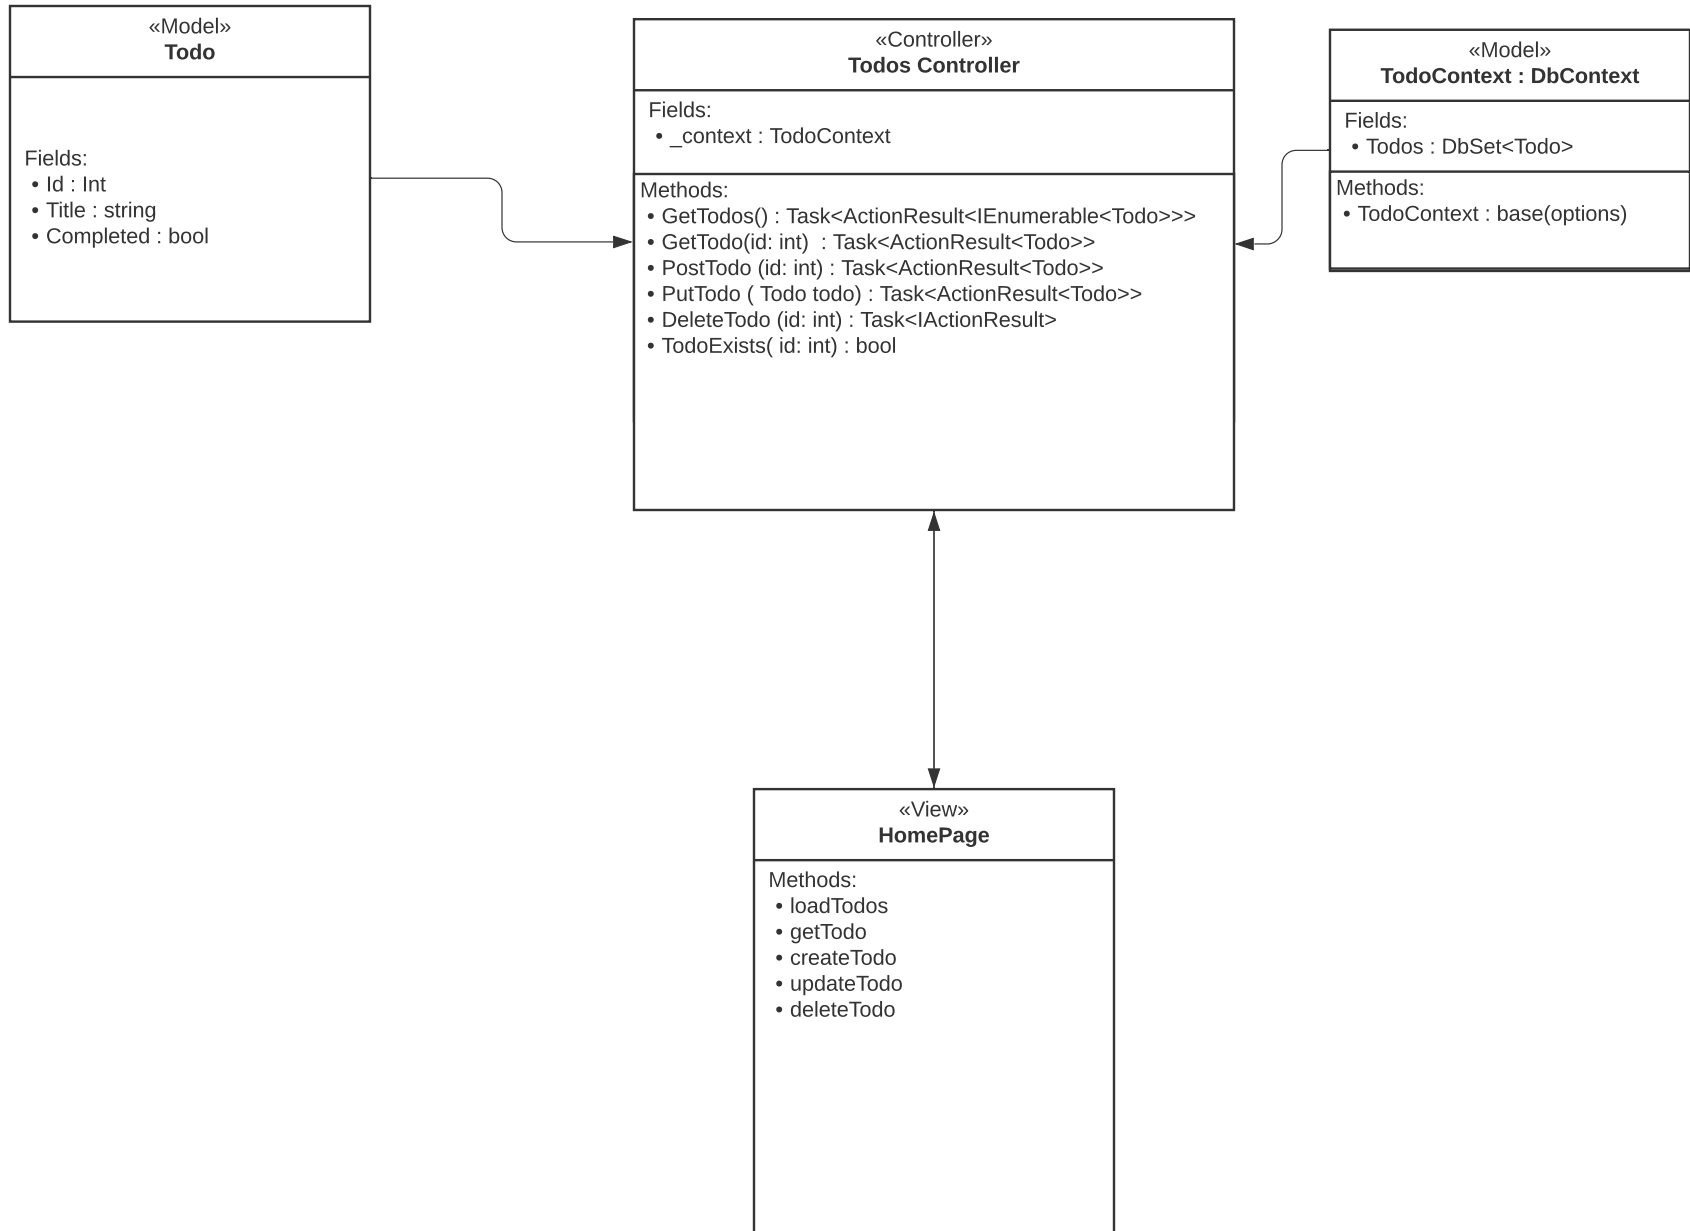 «Model»
Todo
Fields:
• Id : Int
• Title : string
• Completed : bool
«Controller»
Todos Controller
Fields:
• _context : TodoContext
Methods:
• GetTodos() : Task<ActionResult<IEnumerable<Todo>>>
• GetTodo(id: int)  : Task<ActionResult<Todo>>
• PostTodo (id: int) : Task<ActionResult<Todo>>
• PutTodo ( Todo todo) : Task<ActionResult<Todo>>
• DeleteTodo (id: int) : Task<IActionResult>
• TodoExists( id: int) : bool
«Model»
TodoContext : DbContext
Fields:
• Todos : DbSet<Todo>
Methods:
• TodoContext : base(options)
«View»
HomePage
Methods:
• loadTodos
• getTodo
• createTodo
• updateTodo
• deleteTodo